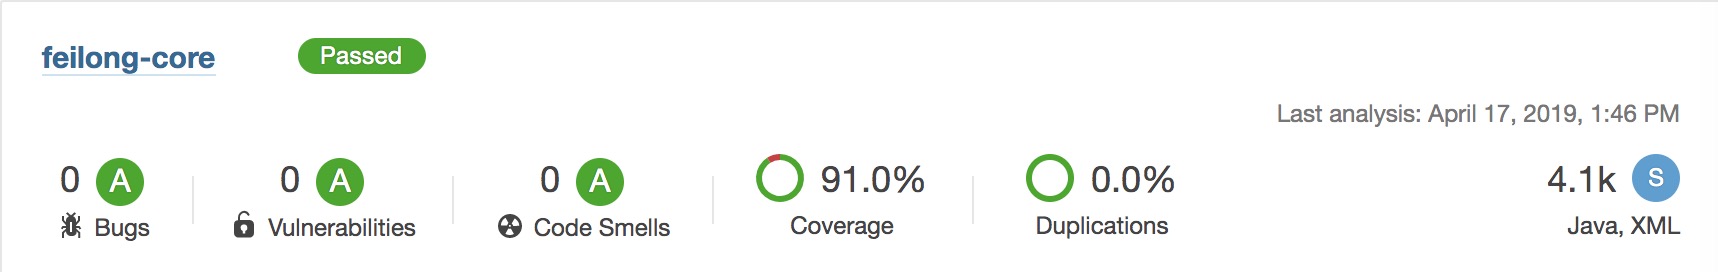 feilong-core Passed
Last analysis: April 17, 2019, 1:46 PM
0 A 0 A 0 A 91.0% 0.0% 4.1k S
Bugs Vulnerabilities Code Smells Coverage Duplications Java, XML